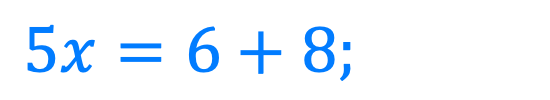 5x = 6 + 8;